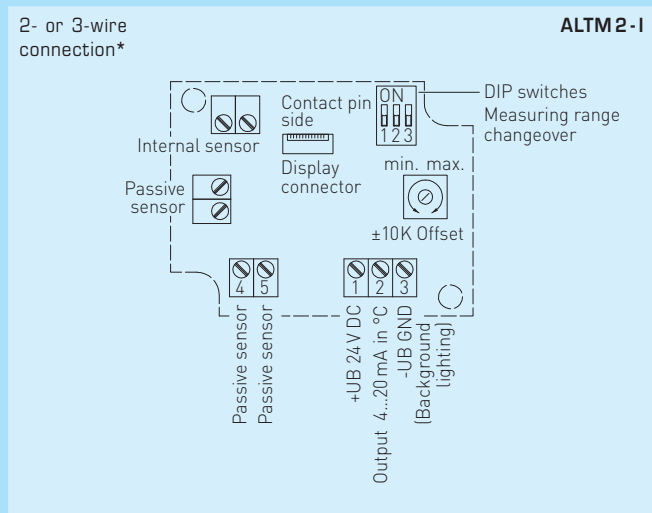 2- or 3-wire
connection*
ALTM 2 - I
ON
1 2 3
DIP switches
Measuring range
changeover
Contact pin
side
Internal sensor
Display
connector
min. max.
Passive
sensor
±10K Offset
4 5
1 2 3
Passive sensor
Passive sensor
+UB 24 V DC
Output 4...20 mA in °C
-UB GND
(Background
lighting)